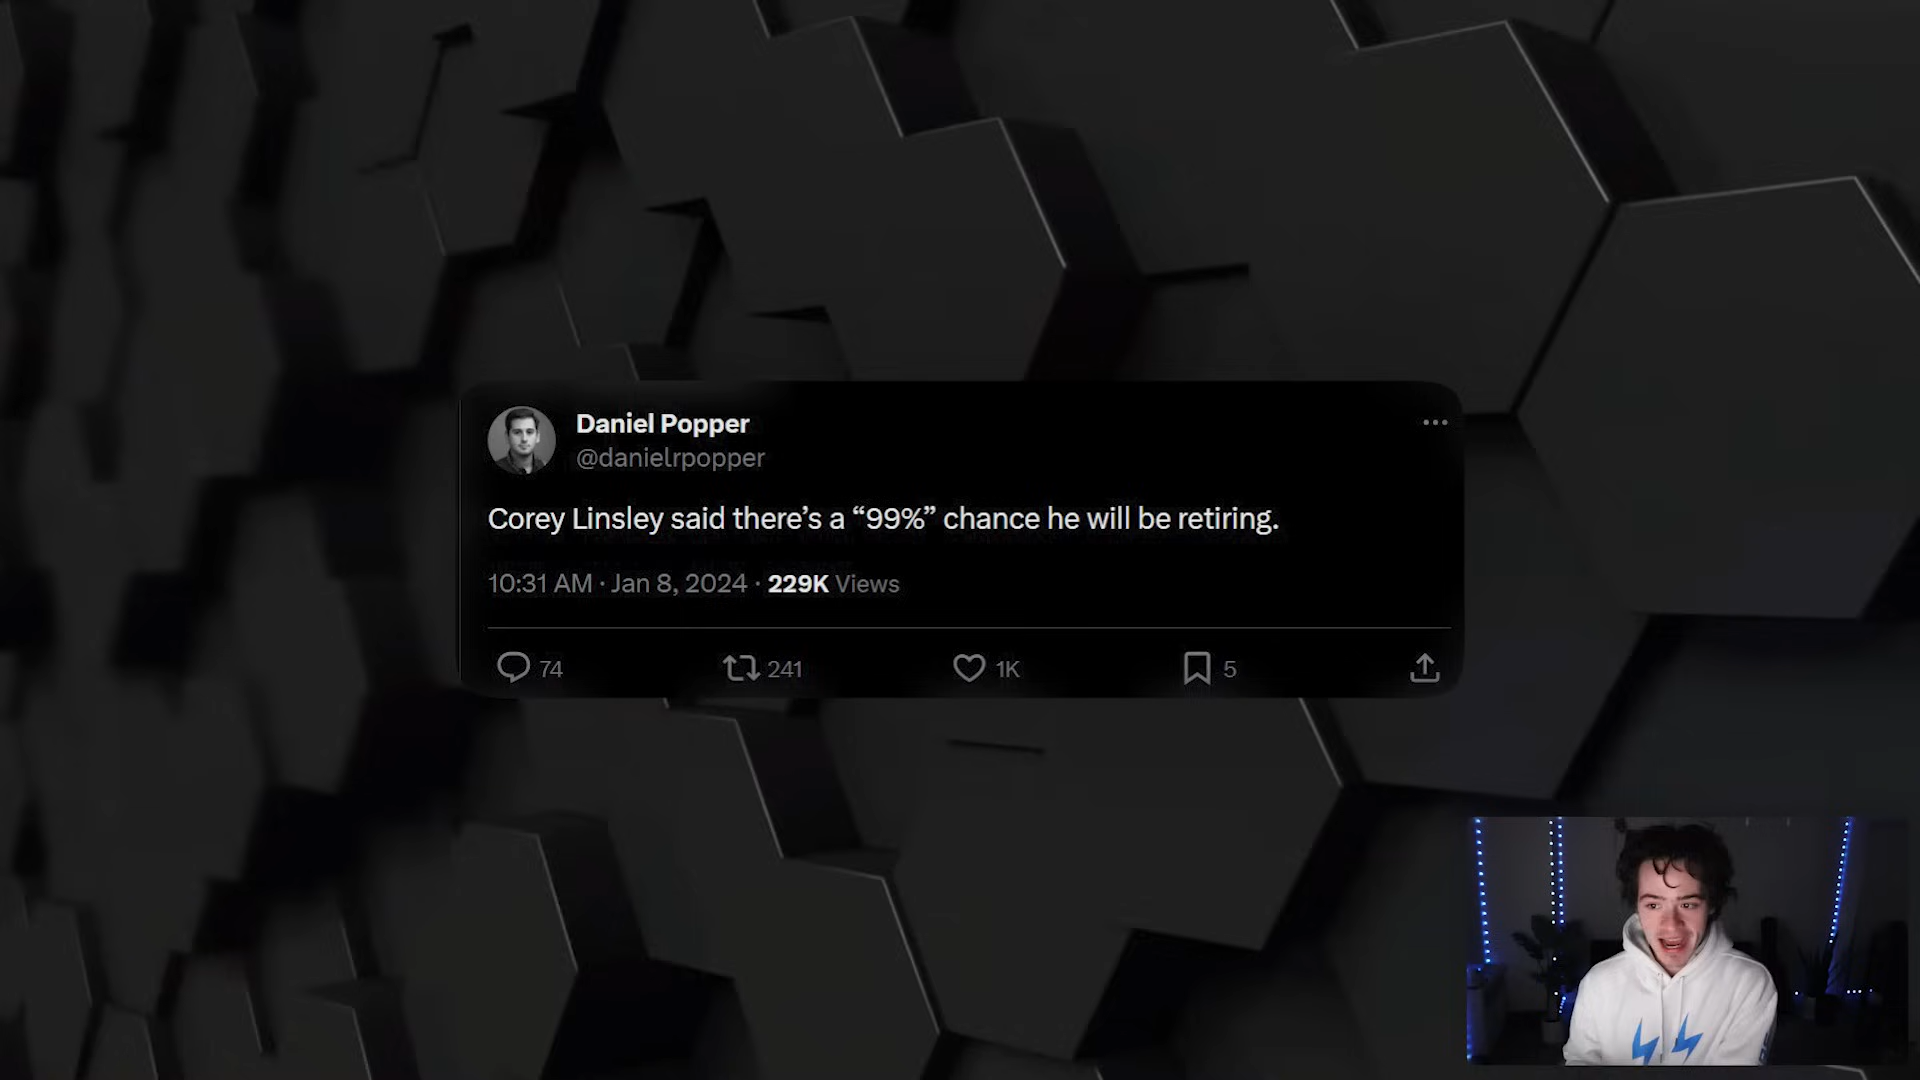 Daniel Popper
@danielrpopper
Corey Linsley said there’s a “99%” chance he will be retiring.
10:31 AM · Jan 8, 2024 · 229K Views
74 241 1K 5